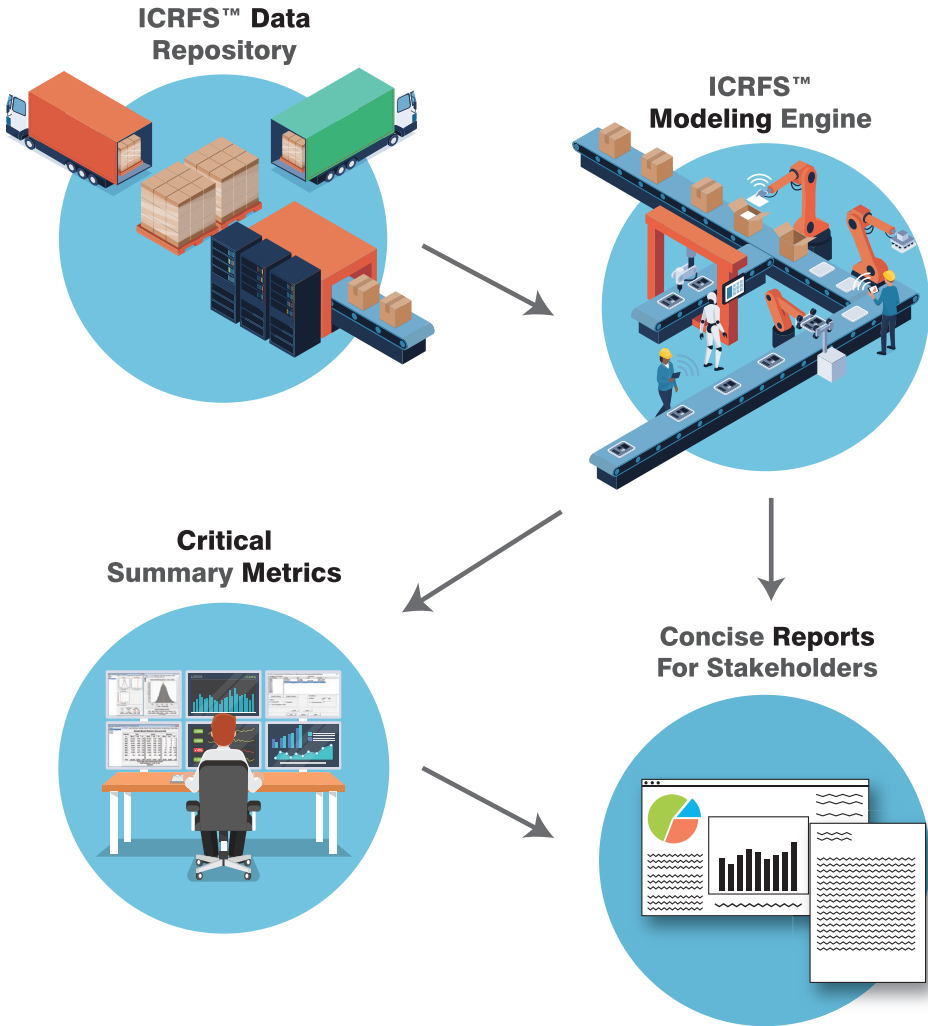 ICRFS™ Data
Repository
ICRFS™
Modeling Engine
Critical
Summary Metrics
Concise Reports
For Stakeholders